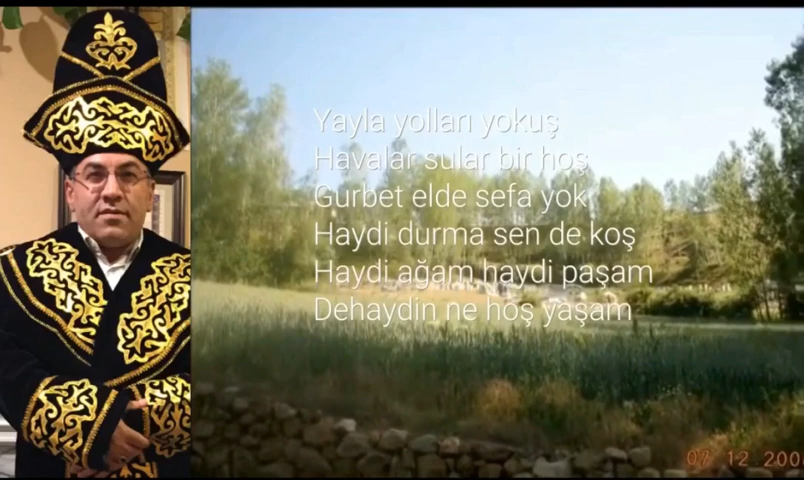 Yayla yolları yokuş
Havalar sular bir hoş
Gurbet elde sefa yok
Haydi durma sen de koş
Haydi ağam haydi paşam
Dehaydin ne hoş yaşam
07 12 200